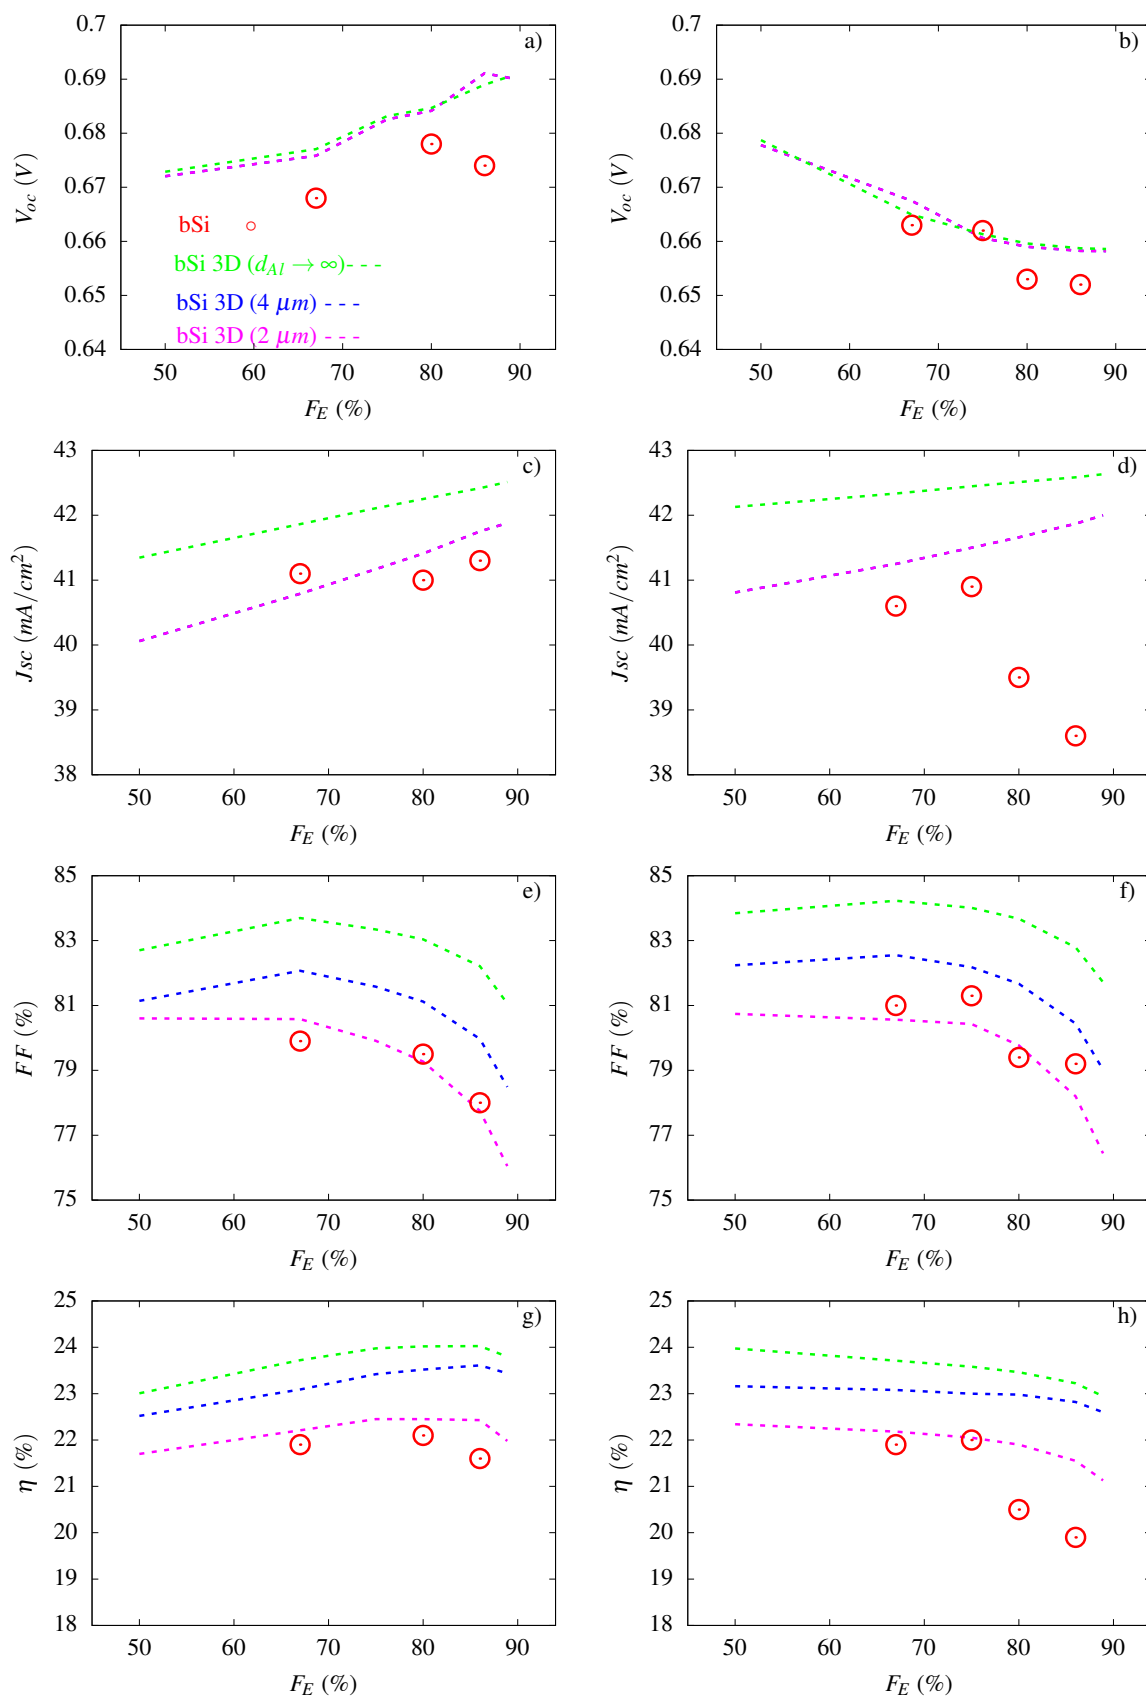 a)
0.7
0.69
0.68
0.67
0.66
0.65
0.64
V_oc (V)
bSi
bSi 3D (d_Al → ∞)- - -
bSi 3D (4 μm) - - -
bSi 3D (2 μm) - - -
50 60 70 80 90
F_E (%)
b)
0.7
0.69
0.68
0.67
0.66
0.65
0.64
V_oc (V)
50 60 70 80 90
F_E (%)
c)
43
42
41
40
39
38
Jsc (mA/cm²)
50 60 70 80 90
F_E (%)
d)
43
42
41
40
39
38
Jsc (mA/cm²)
50 60 70 80 90
F_E (%)
e)
85
83
81
79
77
75
FF (%)
50 60 70 80 90
F_E (%)
f)
85
83
81
79
77
75
FF (%)
50 60 70 80 90
F_E (%)
g)
25
24
23
22
21
20
19
18
η (%)
50 60 70 80 90
F_E (%)
h)
25
24
23
22
21
20
19
18
η (%)
50 60 70 80 90
F_E (%)